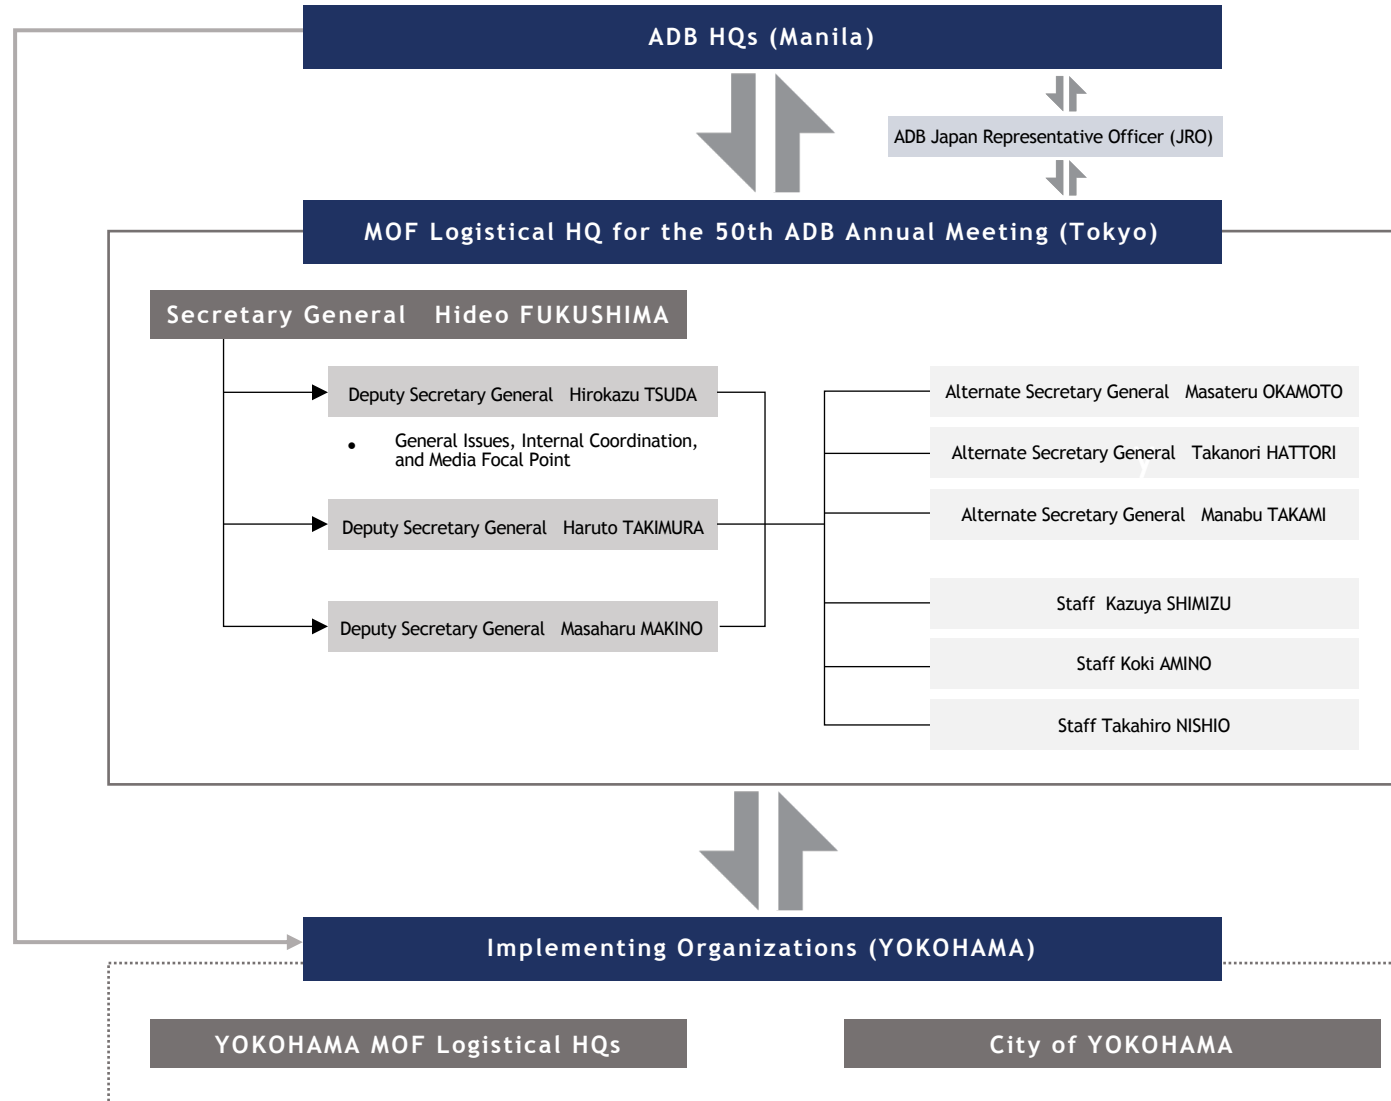 ADB HQs (Manila)
ADB Japan Representative Officer (JRO)
MOF Logistical HQ for the 50th ADB Annual Meeting (Tokyo)
Secretary General Hideo FUKUSHIMA
Deputy Secretary General Hirokazu TSUDA
• General Issues, Internal Coordination,
and Media Focal Point
Deputy Secretary General Haruto TAKIMURA
Deputy Secretary General Masaharu MAKINO
Alternate Secretary General Masateru OKAMOTO
Alternate Secretary General Takanori HATTORI
y
Alternate Secretary General Manabu TAKAMI
Staff Kazuya SHIMIZU
Staff Koki AMINO
Staff Takahiro NISHIO
Implementing Organizations (YOKOHAMA)
YOKOHAMA MOF Logistical HQs
City of YOKOHAMA